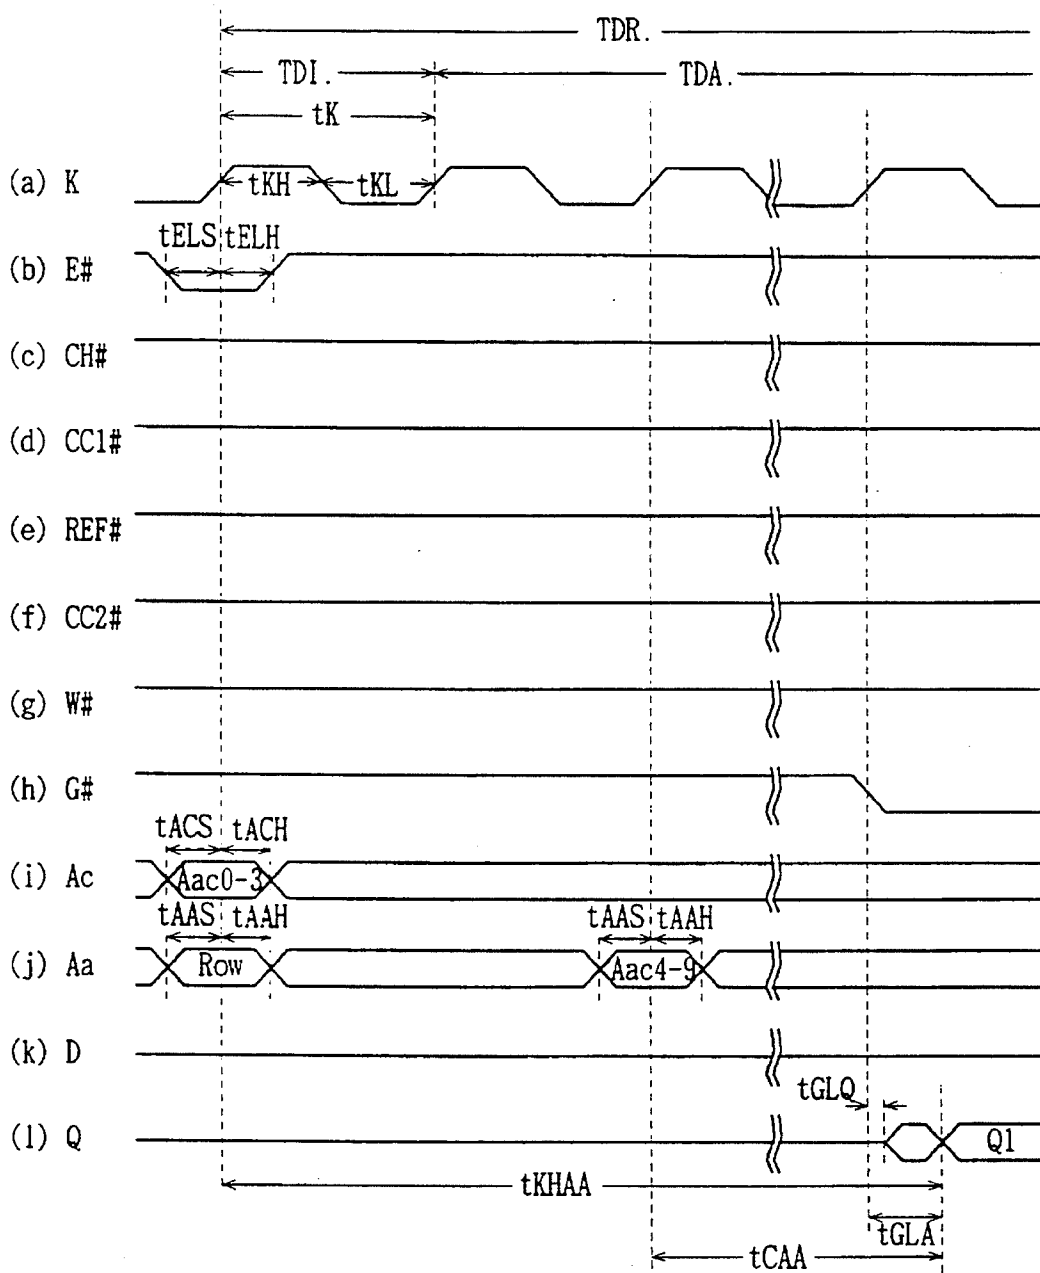 TDR.
TDI. TDA.
tK
(a) K tKH tKL
tELS tELH
(b) E#
(c) CH#
(d) CC1#
(e) REF#
(f) CC2#
(g) W#
(h) G#
tACS tACH
(i) Ac Aac0-3
tAAS tAAH tAAS tAAH
(j) Aa Row Aac4-9
(k) D
tGLQ
(l) Q Q1
tKHAA
tGLA
tCAA